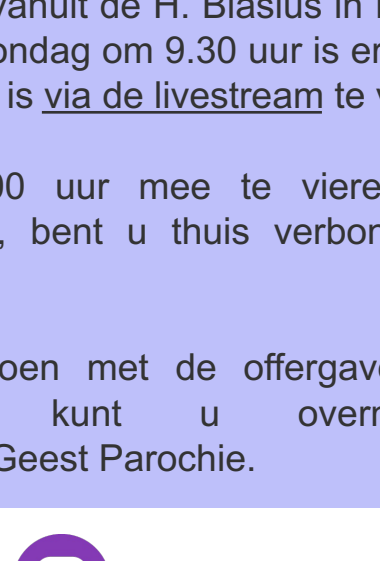 vanuit de H. Blasius in
ondag om 9.30 uur is er
is via de livestream te
00 uur mee te viere
, bent u thuis verbon
oen met de offergave
kunt u overm
Geest Parochie.